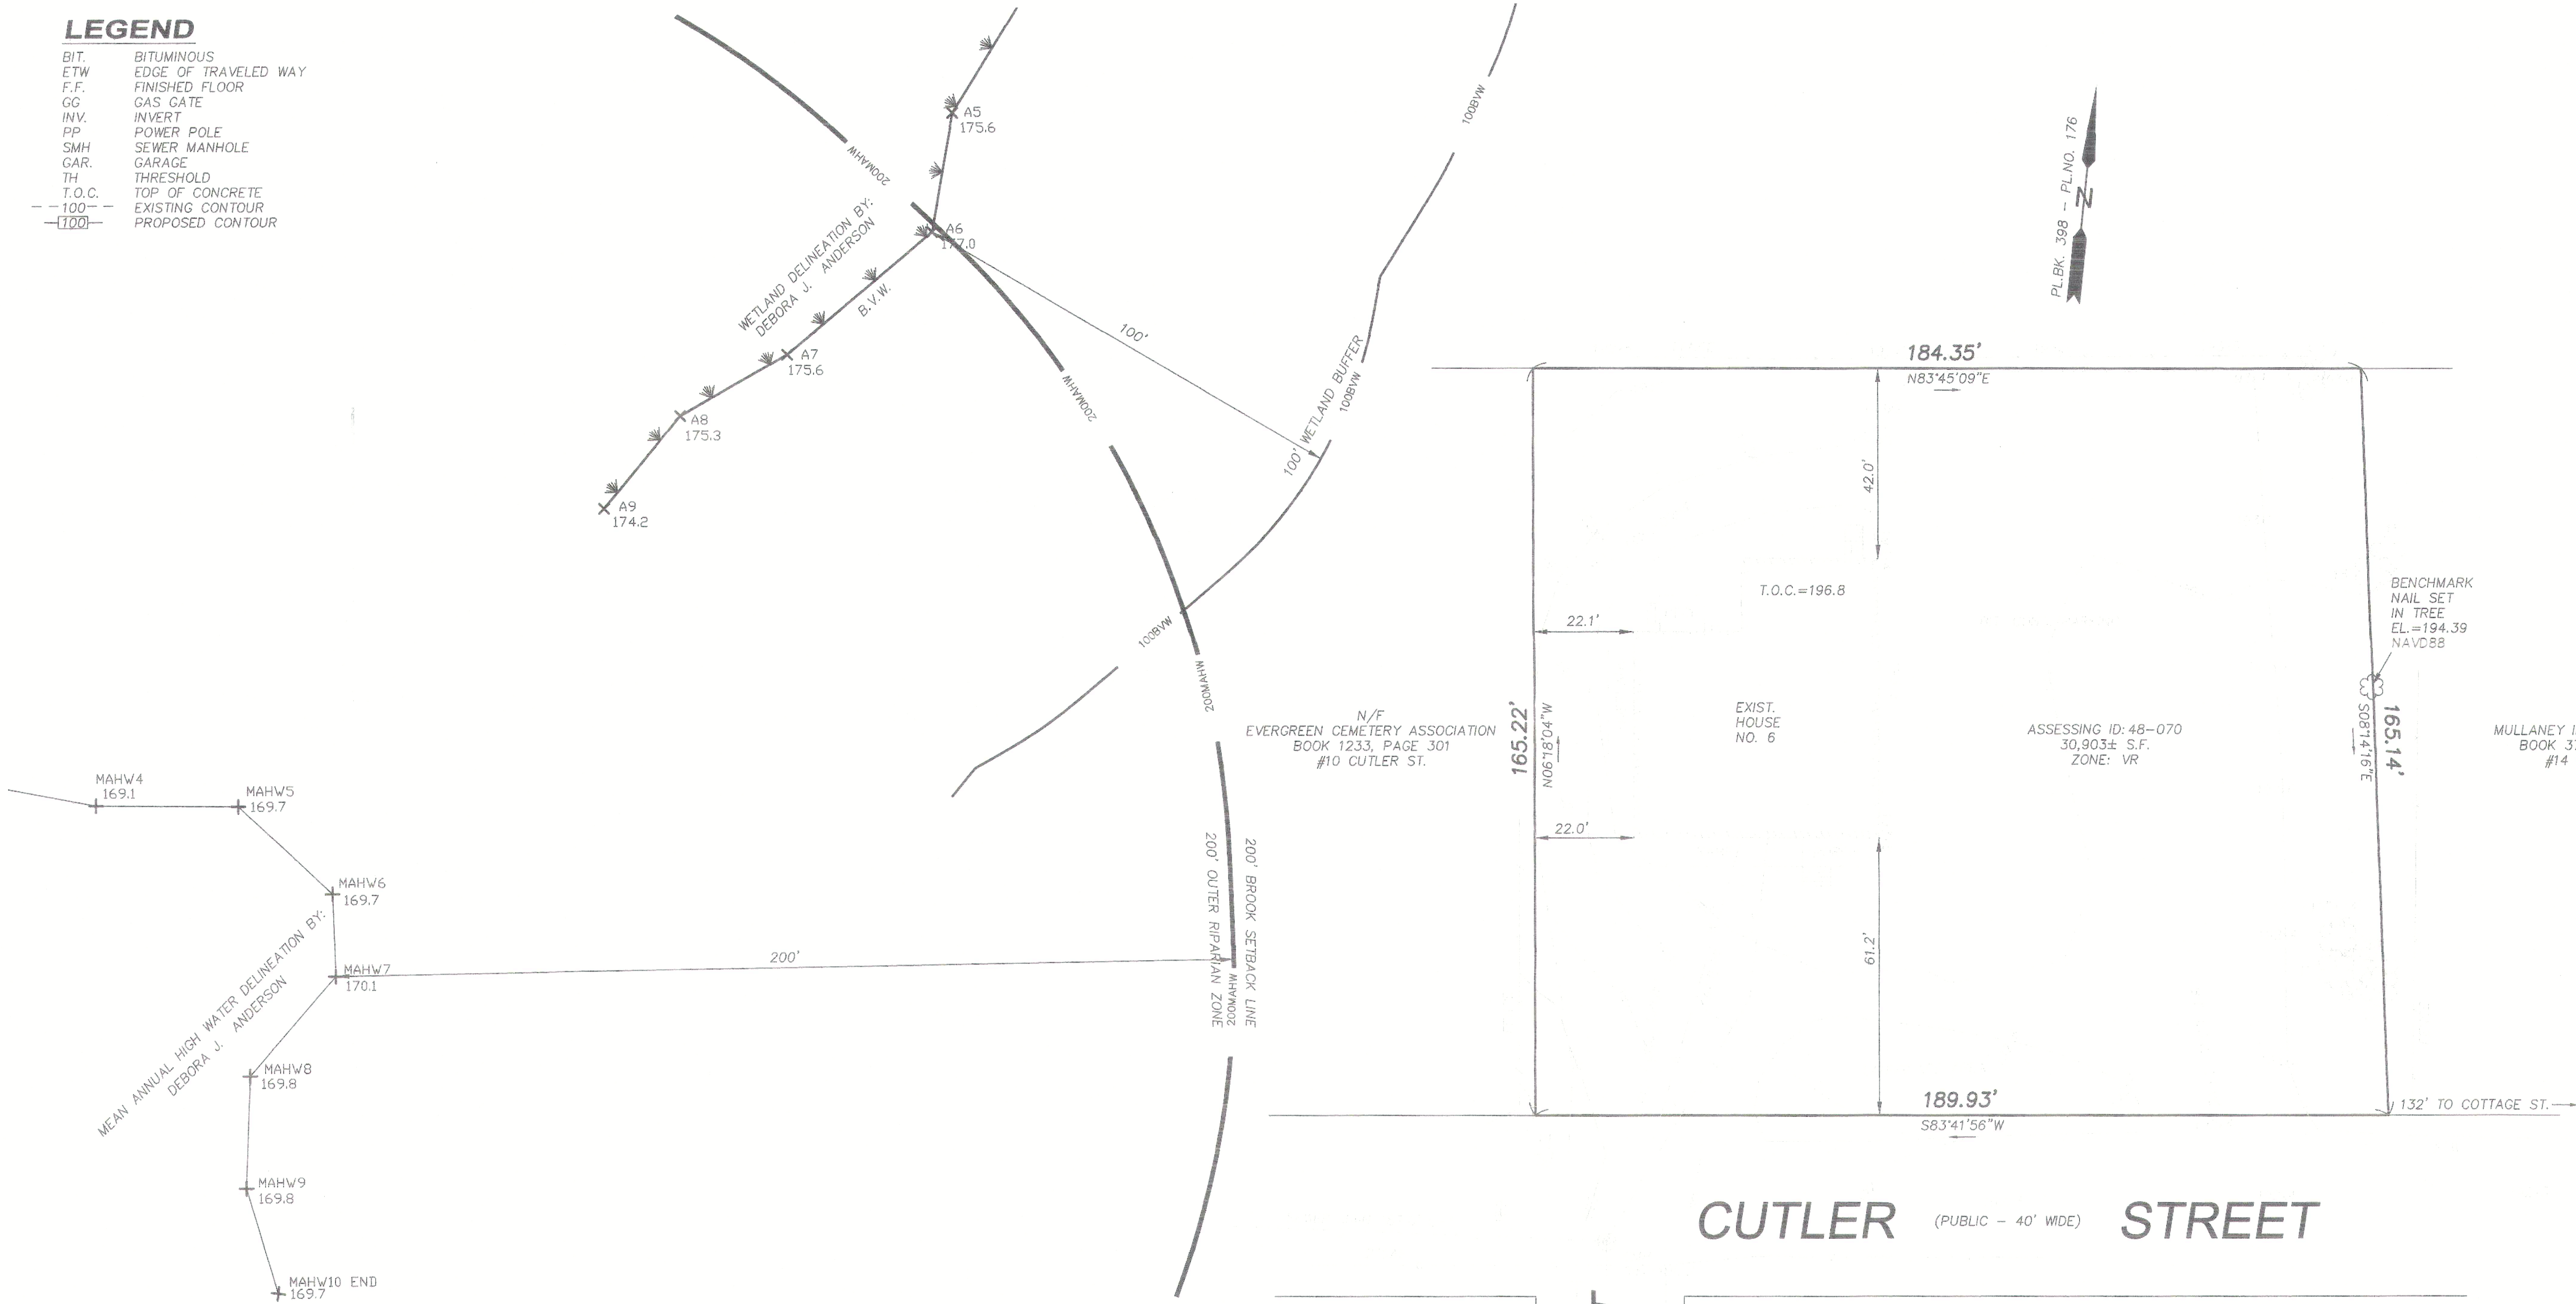 LEGEND
BIT. BITUMINOUS
ETW EDGE OF TRAVELED WAY
F.F. FINISHED FLOOR
GG GAS GATE
INV. INVERT
PP POWER POLE
SMH SEWER MANHOLE
GAR. GARAGE
TH THRESHOLD
T.O.C. TOP OF CONCRETE
100 EXISTING CONTOUR
100 PROPOSED CONTOUR
A5
175.6
100BVW
PL.BK. 398 - PL.NO. 176
N
200MAHW
WETLAND DELINEATION BY:
DEBORA J. ANDERSON
A6
177.0
B.V.W.
A7
175.6
A8
175.3
A9
174.2
100'
200MAHW
100' WETLAND BUFFER
100BVW
184.35'
N83°45'09"E
42.0'
T.O.C.=196.8
22.1'
BENCHMARK
NAIL SET
IN TREE
EL.=194.39
NAVD88
100BVW
200MAHW
N/F
EVERGREEN CEMETERY ASSOCIATION
BOOK 1233, PAGE 301
#10 CUTLER ST.
165.22'
N06°18'04"W
EXIST.
HOUSE
NO. 6
ASSESSING ID: 48-070
30,903± S.F.
ZONE: VR
165.14'
S08°14'16"E
MULLANEY
BOOK
#14
22.0'
61.2'
MAHW4
169.1
MAHW5
169.7
MAHW6
169.7
MAHW7
170.1
200'
200' BROOK SETBACK LINE
200' OUTER RIPARIAN ZONE
200MAHW
MEAN ANNUAL HIGH WATER DELINEATION BY:
DEBORA J. ANDERSON
MAHW8
169.8
MAHW9
169.8
MAHW10 END
169.7
189.93'
S83°41'56"W
132' TO COTTAGE ST.
CUTLER (PUBLIC - 40' WIDE) STREET